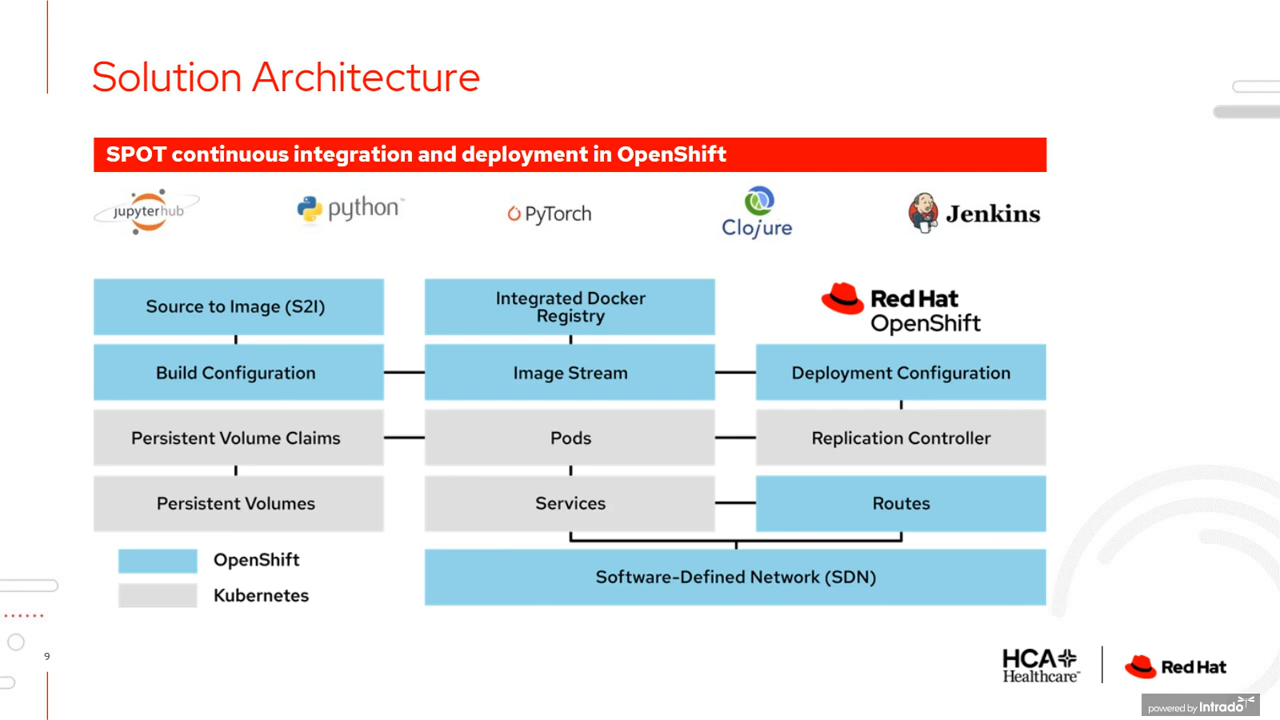 Solution Architecture
SPOT continuous integration and deployment in OpenShift
jupyterhub
python™
PyTorch
Clojure
Jenkins
Source to Image (S2I)
Integrated Docker
Registry
Red Hat
OpenShift
Build Configuration
Image Stream
Deployment Configuration
Persistent Volume Claims
Pods
Replication Controller
Persistent Volumes
Services
Routes
OpenShift
Kubernetes
Software-Defined Network (SDN)
9
HCA
Healthcare™
Red Hat
powered by Intrado